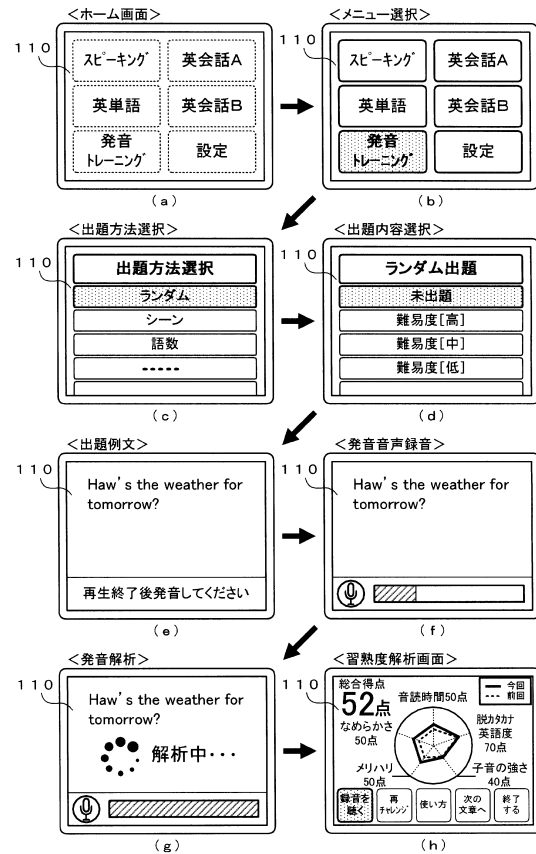 <ホーム画面>
110
スピーキング
英会話A
英単語
英会話B
発音
トレーニング
設定
(a)
<メニュー選択>
110
スピーキング
英会話A
英単語
英会話B
発音
トレーニング
設定
(b)
<出題方法選択>
110
出題方法選択
ランダム
シーン
語数
-----
(c)
<出題内容選択>
110
ランダム出題
未出題
難易度[高]
難易度[中]
難易度[低]
(d)
<出題例文>
110
Haw's the weather for
tomorrow?
再生終了後発音してください
(e)
<発音音声録音>
110
Haw's the weather for
tomorrow?
(f)
<発音解析>
110
Haw's the weather for
tomorrow?
解析中・・・
(g)
<習熟度解析画面>
110
総合得点
52点
今回
前回
音読時間50点
なめらかさ
50点
脱カタカナ
英語度
70点
メリハリ
50点
子音の強さ
40点
録音を
聴く
再
チャレンジ
使い方
次の
文章へ
終了
する
(h)